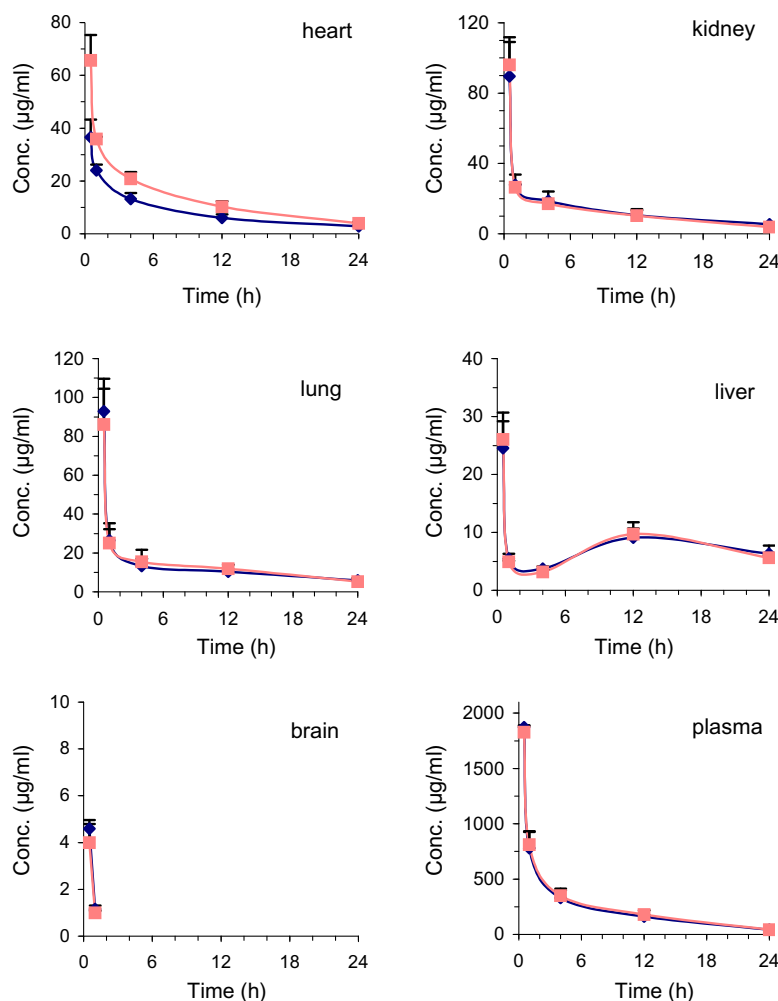 heart
Conc. (µg/ml)
80
60
40
20
0
0 6 12 18 24
Time (h)
kidney
Conc. (µg/ml)
120
80
40
0
0 6 12 18 24
Time (h)
lung
Conc. (µg/ml)
120
100
80
60
40
20
0
0 6 12 18 24
Time (h)
liver
Conc. (µg/ml)
40
30
20
10
0
0 6 12 18 24
Time (h)
brain
Conc. (µg/ml)
10
8
6
4
2
0
0 6 12 18 24
Time (h)
plasma
Conc. (µg/ml)
2000
1750
1500
1250
1000
750
500
250
0
0 6 12 18 24
Time (h)